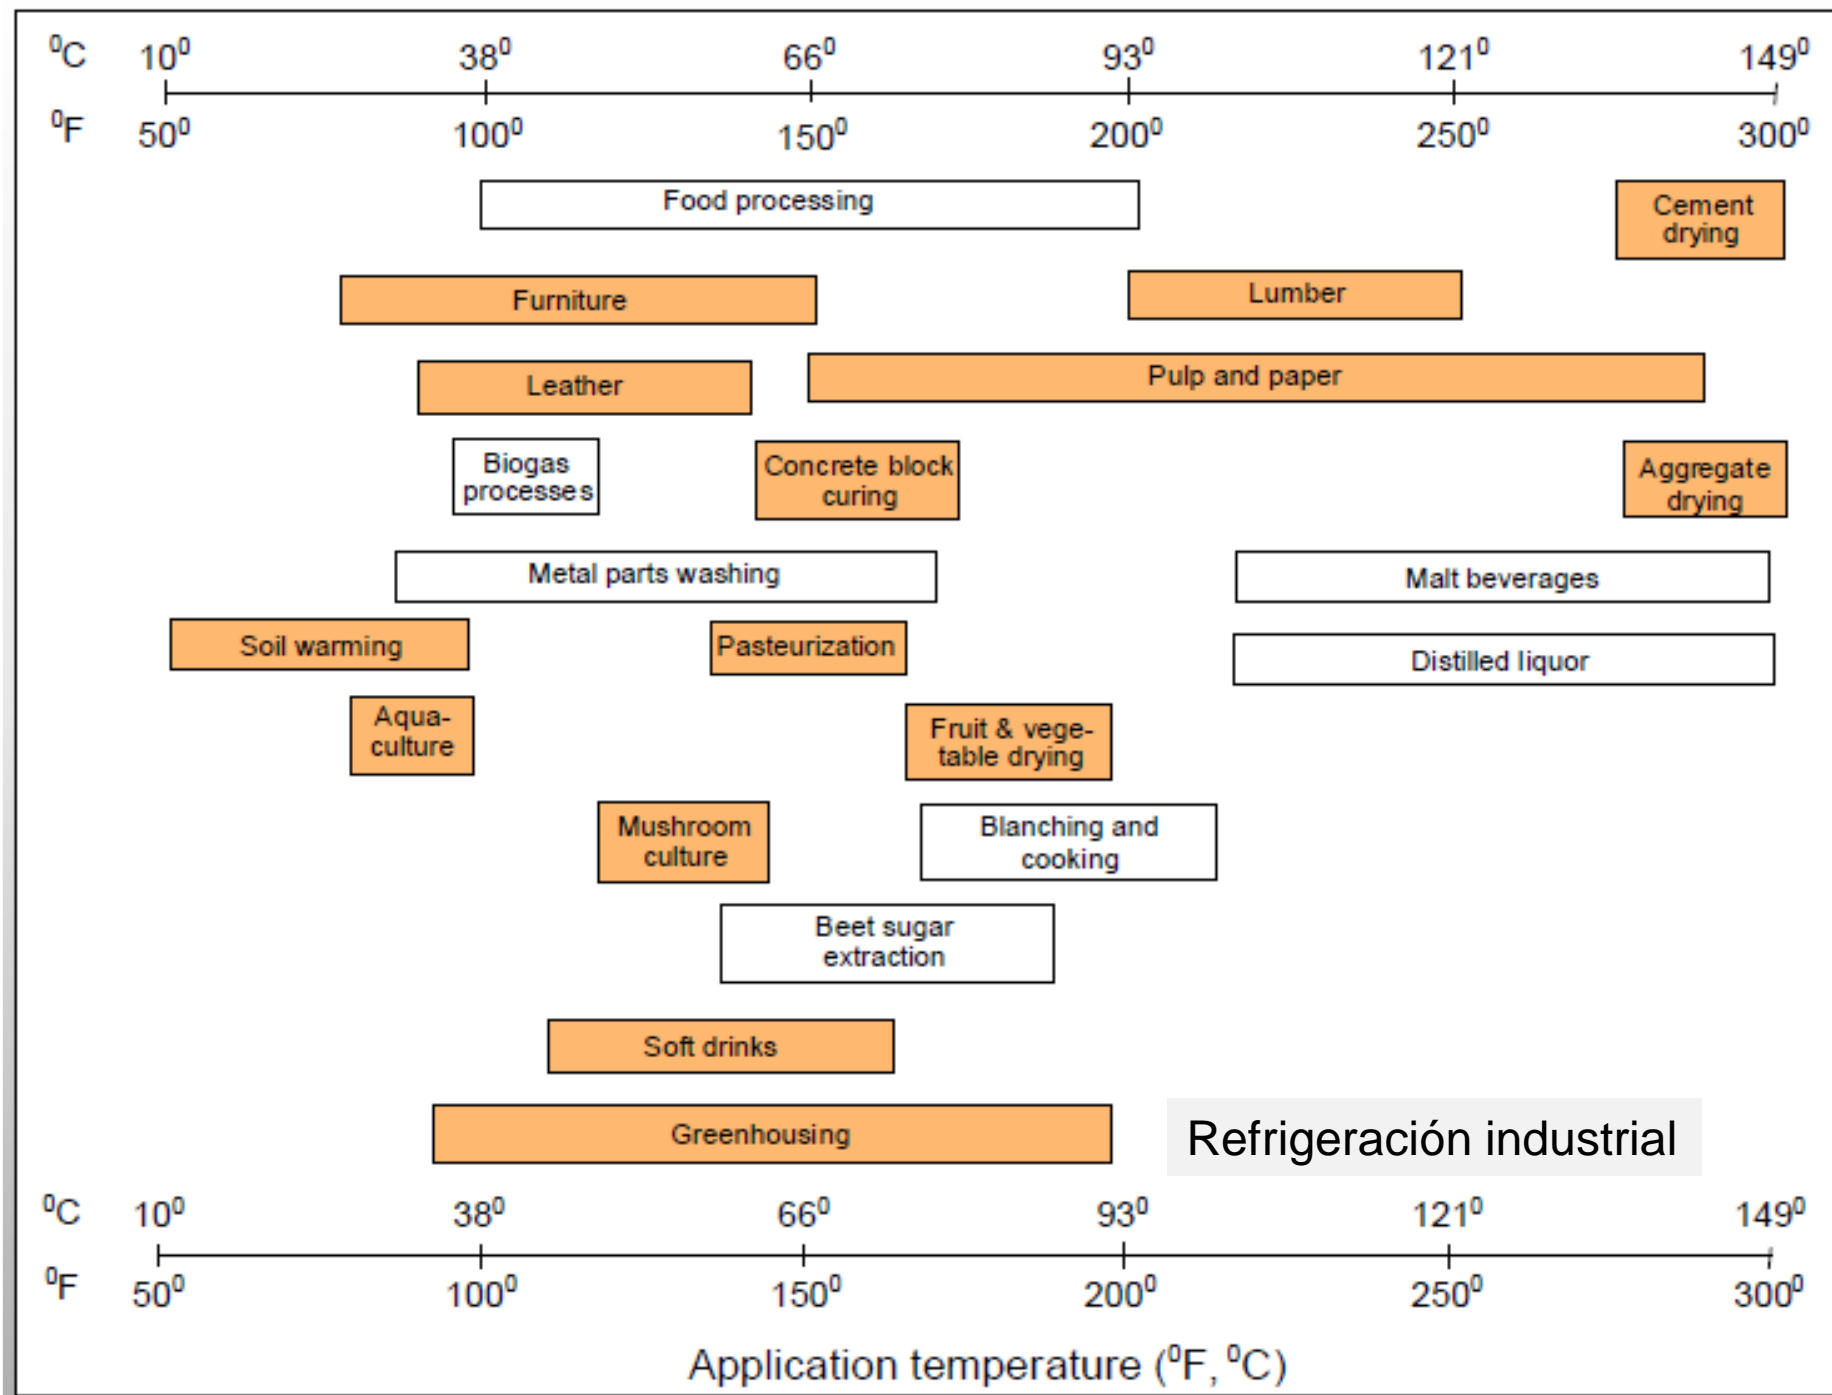 ⁰C 10⁰ 38⁰ 66⁰ 93⁰ 121⁰ 149⁰
⁰F 50⁰ 100⁰ 150⁰ 200⁰ 250⁰ 300⁰
Food processing
Cement
drying
Furniture
Lumber
Leather
Pulp and paper
Biogas
processes
Concrete block
curing
Aggregate
drying
Metal parts washing
Malt beverages
Soil warming
Pasteurization
Distilled liquor
Aqua-
culture
Fruit & vege-
table drying
Mushroom
culture
Blanching and
cooking
Beet sugar
extraction
Soft drinks
Greenhousing
Refrigeración industrial
⁰C 10⁰ 38⁰ 66⁰ 93⁰ 121⁰ 149⁰
⁰F 50⁰ 100⁰ 150⁰ 200⁰ 250⁰ 300⁰
Application temperature (⁰F, ⁰C)